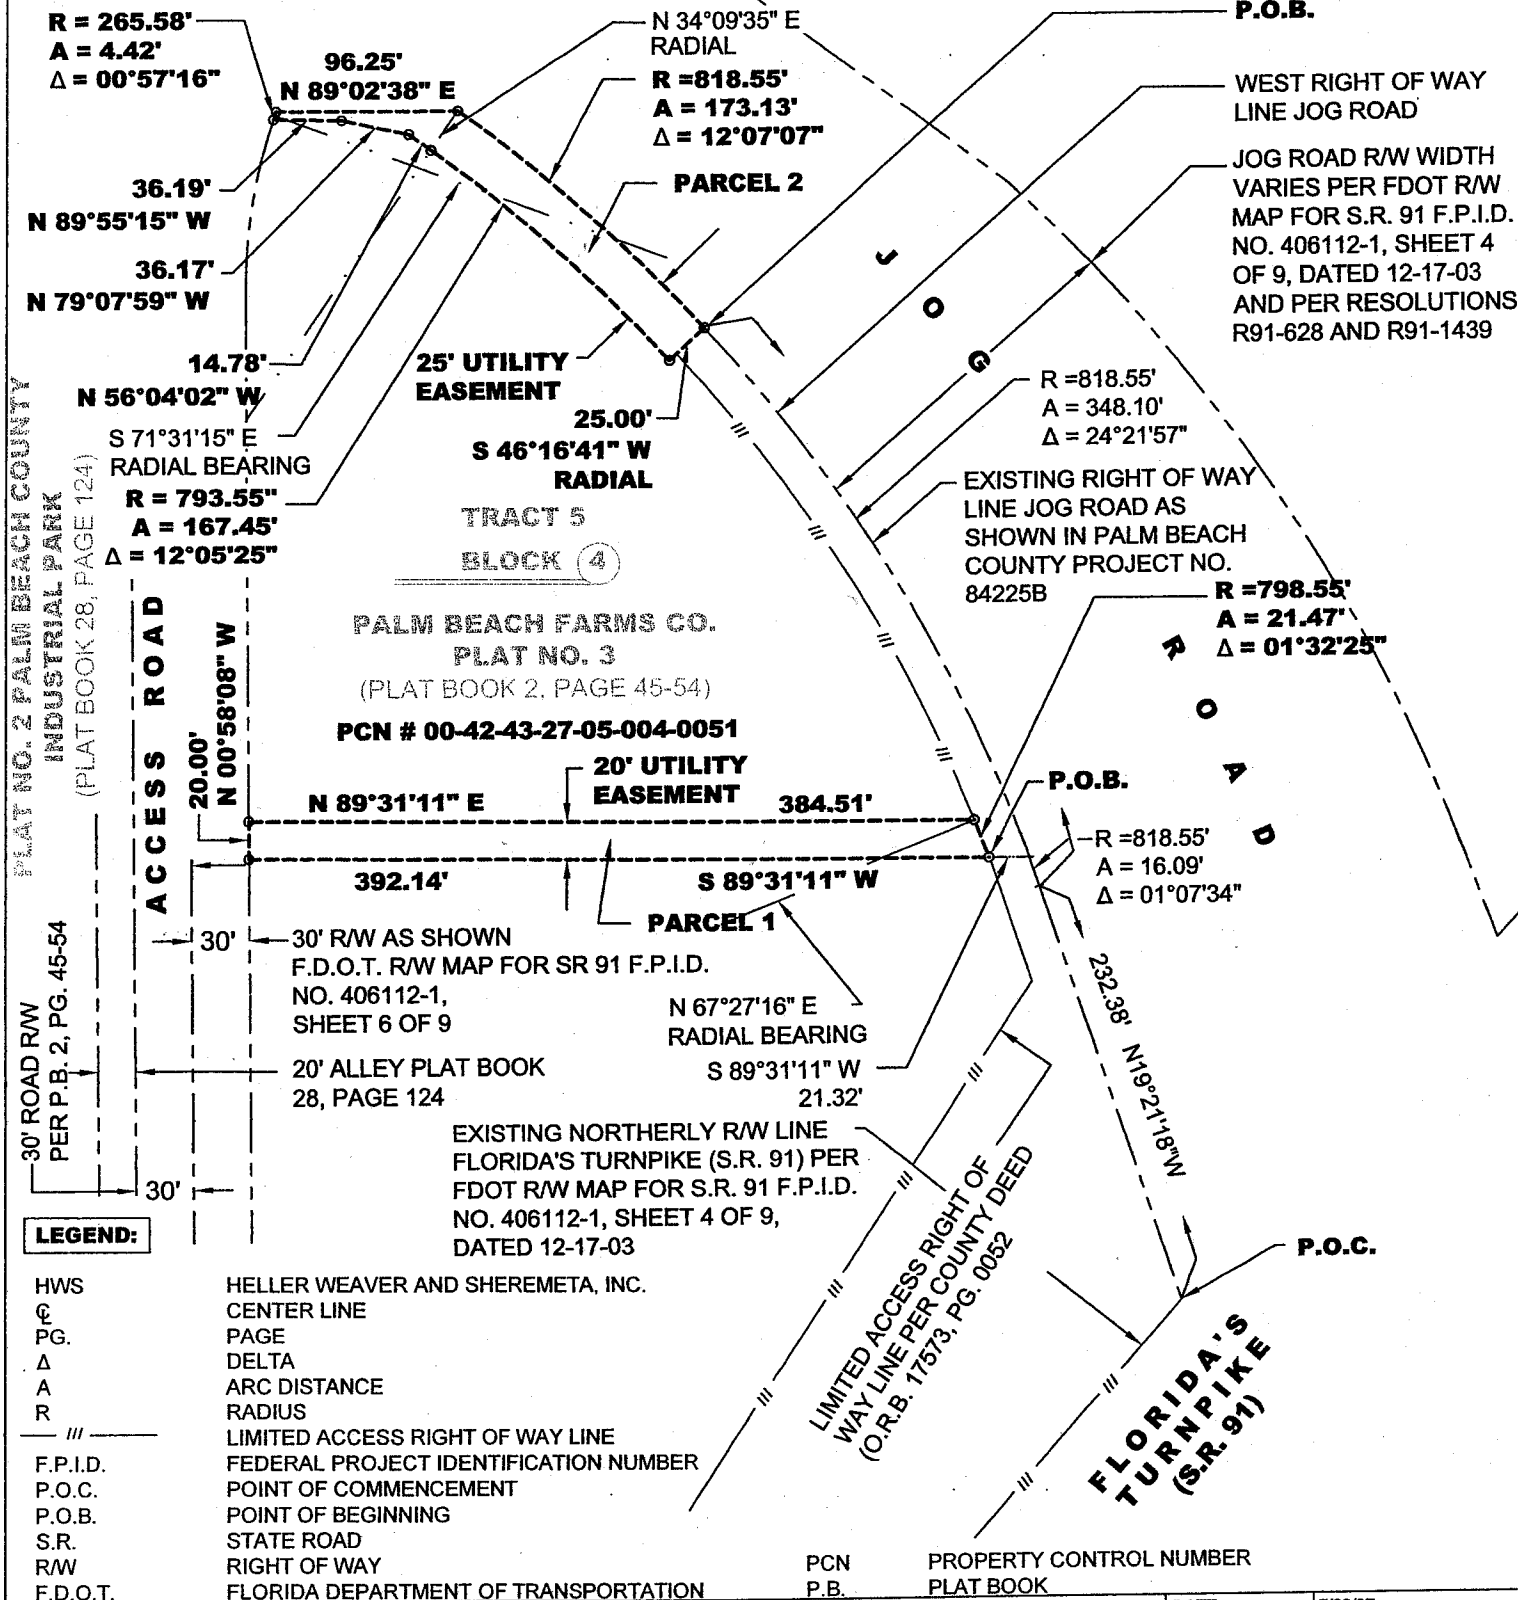 R = 265.58'
A = 4.42'
Δ = 00°57'16"
96.25'
N 89°02'38" E
N 34°09'35" E
RADIAL
R =818.55'
A = 173.13'
Δ = 12°07'07"
P.O.B.
WEST RIGHT OF WAY
LINE JOG ROAD
JOG ROAD R/W WIDTH
VARIES PER FDOT R/W
MAP FOR S.R. 91 F.P.I.D.
NO. 406112-1, SHEET 4
OF 9, DATED 12-17-03
AND PER RESOLUTIONS
R91-628 AND R91-1439
PARCEL 2
36.19'
N 89°55'15" W
36.17'
N 79°07'59" W
14.78'
N 56°04'02" W
S 71°31'15" E
RADIAL BEARING
R = 793.55"
A = 167.45'
Δ = 12°05'25"
25' UTILITY
EASEMENT
25.00'
S 46°16'41" W
RADIAL
JOG ROAD
R =818.55'
A = 348.10'
Δ = 24°21'57"
EXISTING RIGHT OF WAY
LINE JOG ROAD AS
SHOWN IN PALM BEACH
COUNTY PROJECT NO.
84225B
R =798.55'
A = 21.47'
Δ = 01°32'25"
TRACT 5
BLOCK 4
PALM BEACH FARMS CO.
PLAT NO. 3
(PLAT BOOK 2, PAGE 45-54)
PCN # 00-42-43-27-05-004-0051
PLAT NO. 2 PALM BEACH COUNTY
INDUSTRIAL PARK
(PLAT BOOK 28, PAGE 124)
ACCESS ROAD
20.00'
N 00°58'08" W
20' UTILITY
EASEMENT
N 89°31'11" E
384.51'
P.O.B.
R =818.55'
A = 16.09'
Δ = 01°07'34"
392.14'
S 89°31'11" W
PARCEL 1
30'
30' R/W AS SHOWN
F.D.O.T. R/W MAP FOR SR 91 F.P.I.D.
NO. 406112-1,
SHEET 6 OF 9
N 67°27'16" E
RADIAL BEARING
S 89°31'11" W
21.32'
232.38' N19°21'18"W
30' ROAD R/W
PER P.B. 2, PG. 45-54
20' ALLEY PLAT BOOK
28, PAGE 124
30'
EXISTING NORTHERLY R/W LINE
FLORIDA'S TURNPIKE (S.R. 91) PER
FDOT R/W MAP FOR S.R. 91 F.P.I.D.
NO. 406112-1, SHEET 4 OF 9,
DATED 12-17-03
LIMITED ACCESS RIGHT OF
WAY LINE PER COUNTY DEED
(O.R.B. 17573, PG. 0052
P.O.C.
FLORIDA'S
TURNPIKE
(S.R. 91)
LEGEND:
HWS HELLER WEAVER AND SHEREMETA, INC.
℄ CENTER LINE
PG. PAGE
Δ DELTA
A ARC DISTANCE
R RADIUS
/// LIMITED ACCESS RIGHT OF WAY LINE
F.P.I.D. FEDERAL PROJECT IDENTIFICATION NUMBER
P.O.C. POINT OF COMMENCEMENT
P.O.B. POINT OF BEGINNING
S.R. STATE ROAD
R/W RIGHT OF WAY
F.D.O.T. FLORIDA DEPARTMENT OF TRANSPORTATION
PCN PROPERTY CONTROL NUMBER
P.B. PLAT BOOK